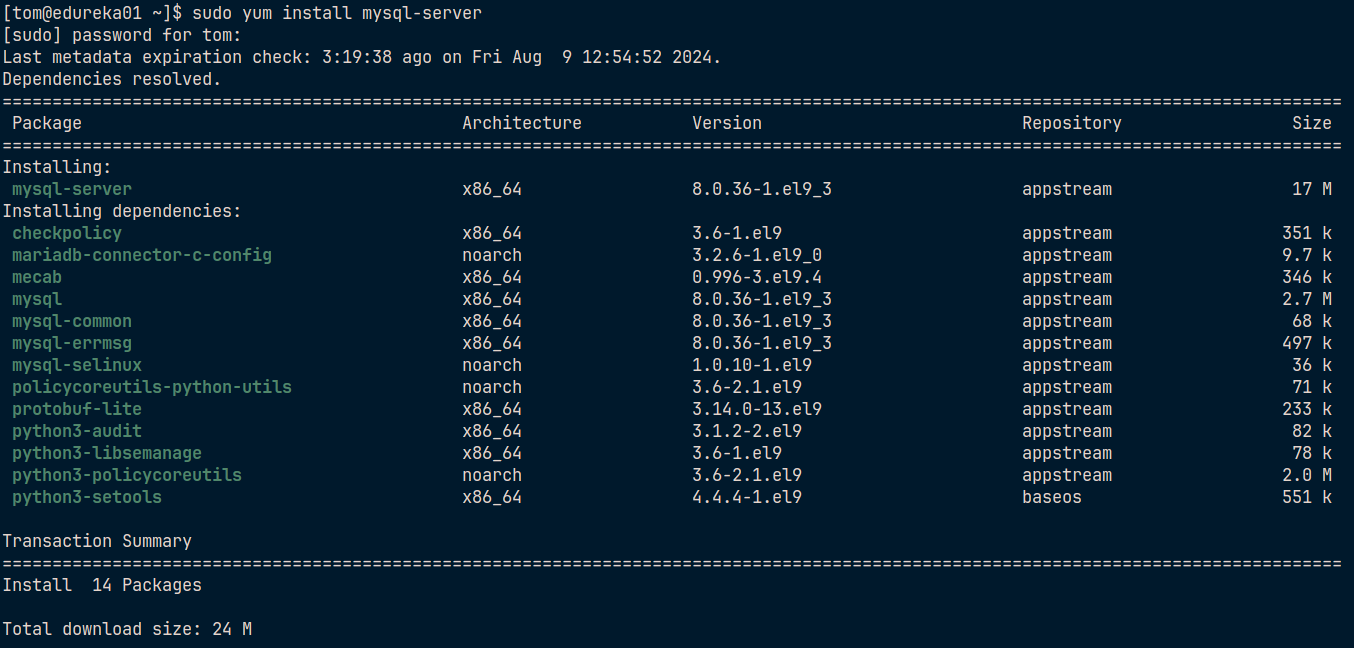 [tom@edureka01 ~]$ sudo yum install mysql-server
[sudo] password for tom:
Last metadata expiration check: 3:19:38 ago on Fri Aug  9 12:54:52 2024.
Dependencies resolved.
======================================================================================================================================
 Package                                      Architecture           Version                          Repository                 Size
======================================================================================================================================
Installing:
 mysql-server                                 x86_64                 8.0.36-1.el9_3                   appstream                  17 M
Installing dependencies:
 checkpolicy                                  x86_64                 3.6-1.el9                        appstream                 351 k
 mariadb-connector-c-config                   noarch                 3.2.6-1.el9_0                    appstream                 9.7 k
 mecab                                        x86_64                 0.996-3.el9.4                    appstream                 346 k
 mysql                                        x86_64                 8.0.36-1.el9_3                   appstream                 2.7 M
 mysql-common                                 x86_64                 8.0.36-1.el9_3                   appstream                  68 k
 mysql-errmsg                                 x86_64                 8.0.36-1.el9_3                   appstream                 497 k
 mysql-selinux                                noarch                 1.0.10-1.el9                     appstream                  36 k
 policycoreutils-python-utils                 noarch                 3.6-2.1.el9                      appstream                  71 k
 protobuf-lite                                x86_64                 3.14.0-13.el9                    appstream                 233 k
 python3-audit                                x86_64                 3.1.2-2.el9                      appstream                  82 k
 python3-libsemanage                          x86_64                 3.6-1.el9                        appstream                  78 k
 python3-policycoreutils                      noarch                 3.6-2.1.el9                      appstream                 2.0 M
 python3-setools                              x86_64                 4.4.4-1.el9                      baseos                    551 k

Transaction Summary
======================================================================================================================================
Install  14 Packages

Total download size: 24 M